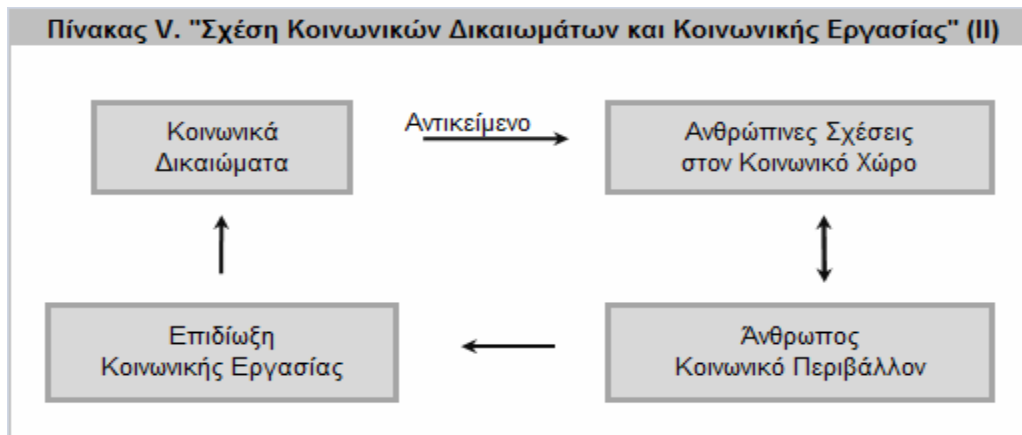 Πίνακας V. "Σχέση Κοινωνικών Δικαιωμάτων και Κοινωνικής Εργασίας" (ΙΙ)
Κοινωνικά
Δικαιώματα
Αντικείμενο
Ανθρώπινες Σχέσεις
στον Κοινωνικό Χώρο
Επιδίωξη
Κοινωνικής Εργασίας
Άνθρωπος
Κοινωνικό Περιβάλλον